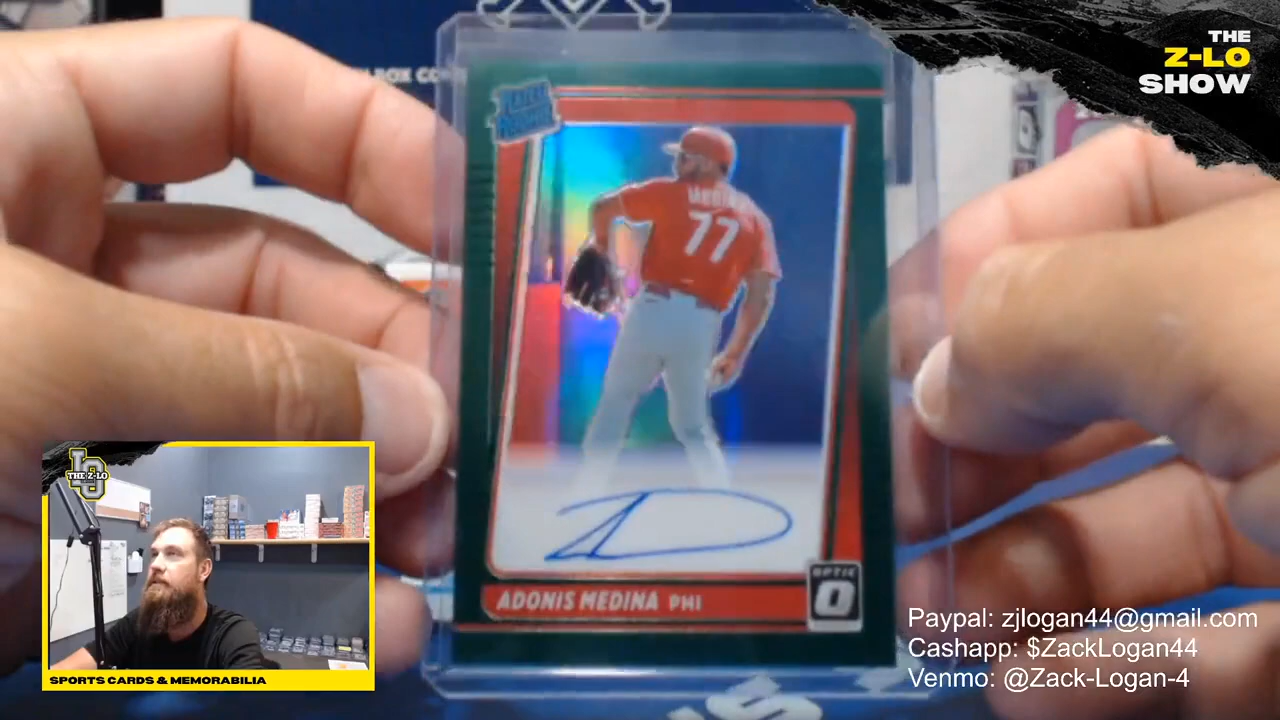 THE
Z-LO
SHOW
RATED
ROOKIE
MEDINA
77
OPTIC
O
ADONIS MEDINA PHI
THE Z-LO
SPORTS CARDS & MEMORABILIA
Paypal: zjlogan44@gmail.com
Cashapp: $ZackLogan44
Venmo: @Zack-Logan-4